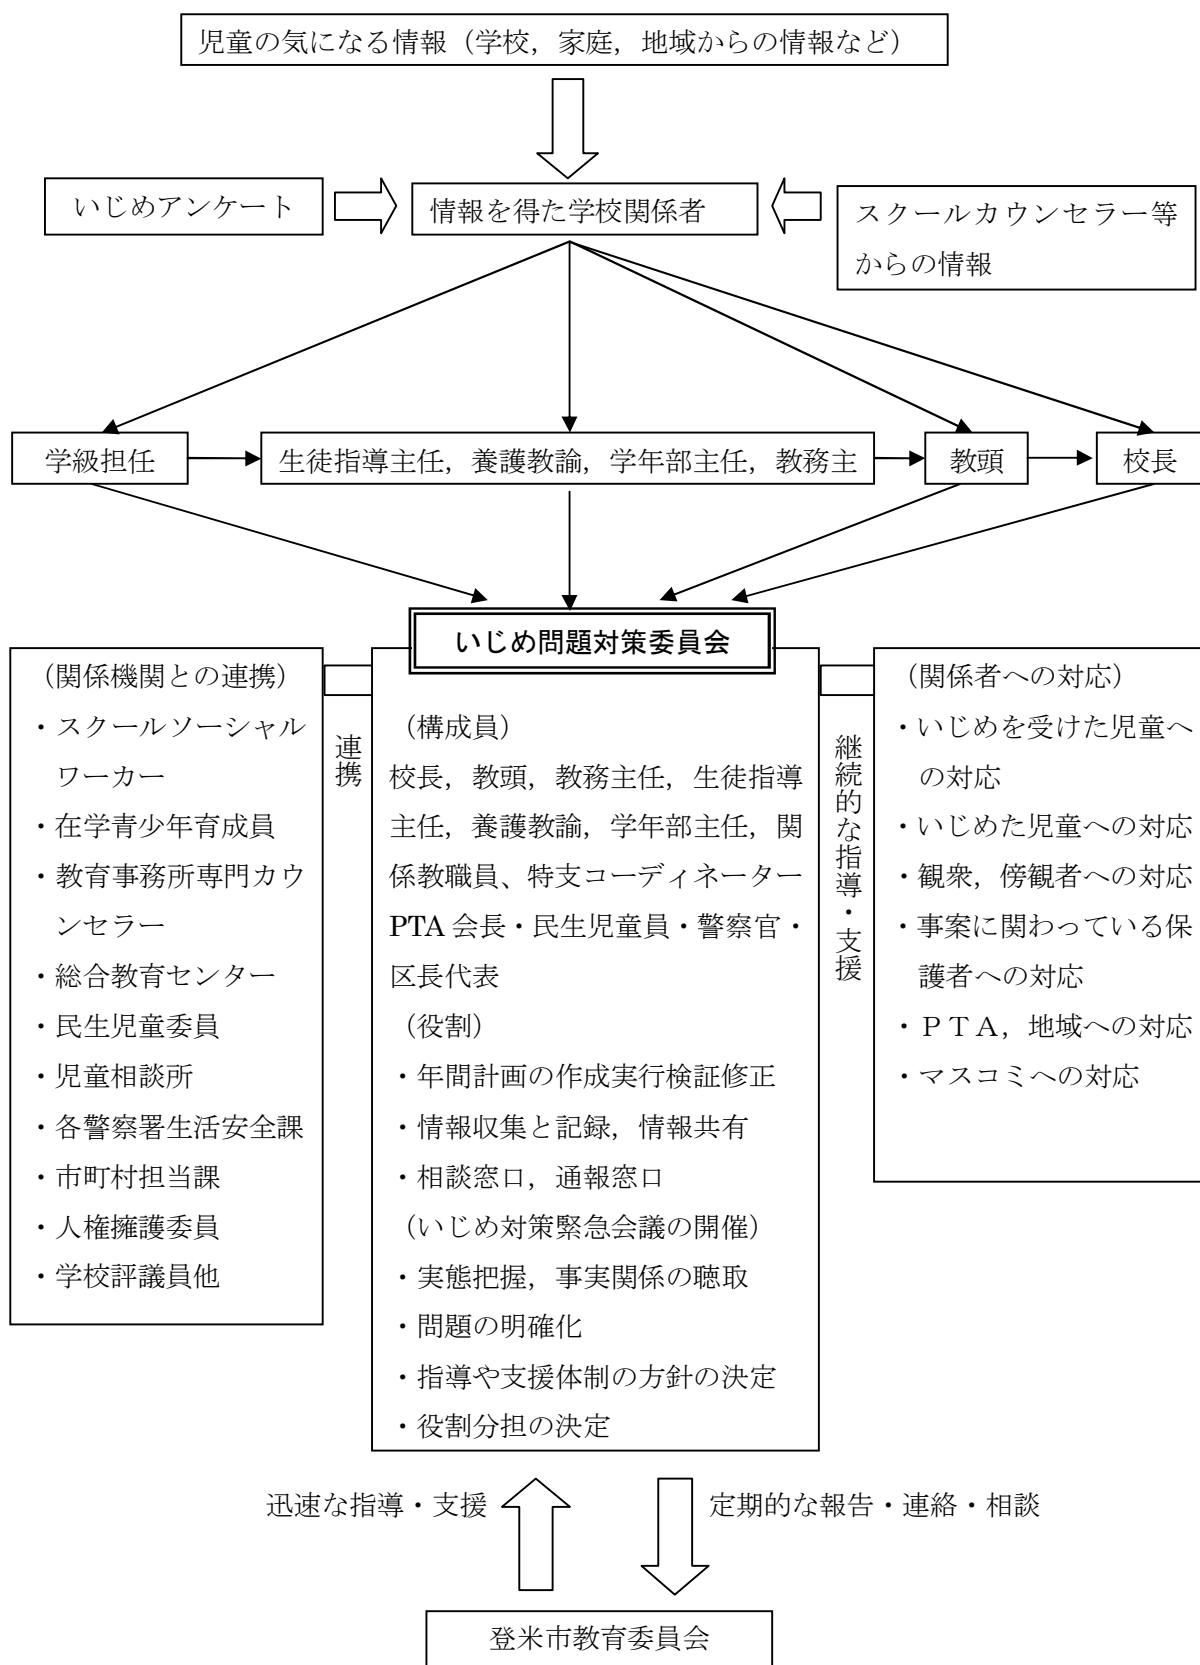 児童の気になる情報（学校，家庭，地域からの情報など）
いじめアンケート
情報を得た学校関係者
スクールカウンセラー等
からの情報
学級担任
生徒指導主任，養護教諭，学年部主任，教務主
教頭
校長
いじめ問題対策委員会
（関係機関との連携）
・スクールソーシャル
ワーカー
・在学青少年育成員
・教育事務所専門カウ
ンセラー
・総合教育センター
・民生児童委員
・児童相談所
・各警察署生活安全課
・市町村担当課
・人権擁護委員
・学校評議員他
連携
（構成員）
校長，教頭，教務主任，生徒指導
主任，養護教諭，学年部主任，関
係教職員、特支コーディネーター
PTA 会長・民生児童員・警察官・
区長代表
（役割）
・年間計画の作成実行検証修正
・情報収集と記録，情報共有
・相談窓口，通報窓口
（いじめ対策緊急会議の開催）
・実態把握，事実関係の聴取
・問題の明確化
・指導や支援体制の方針の決定
・役割分担の決定
継続的な指導・支援
（関係者への対応）
・いじめを受けた児童へ
の対応
・いじめた児童への対応
・観衆，傍観者への対応
・事案に関わっている保
護者への対応
・ＰＴＡ，地域への対応
・マスコミへの対応
迅速な指導・支援
定期的な報告・連絡・相談
登米市教育委員会